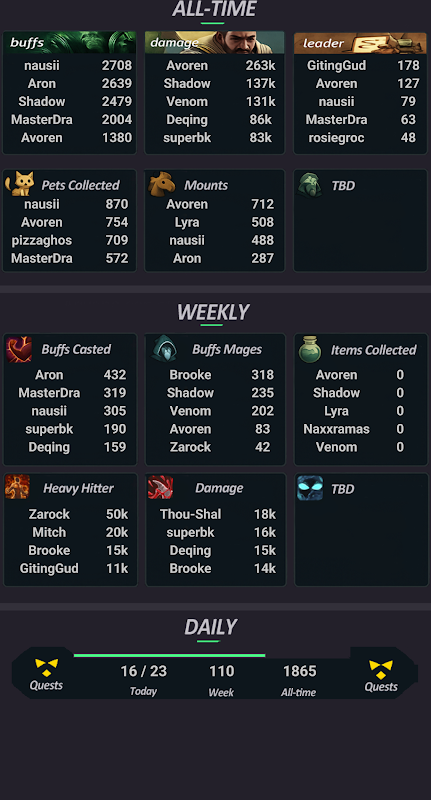 ALL-TIME
buffs
nausii 2708
Aron 2639
Shadow 2479
MasterDra 2004
Avoren 1380
damage
Avoren 263k
Shadow 137k
Venom 131k
Deqing 86k
superbk 83k
leader
GitingGud 178
Avoren 127
nausii 79
MasterDra 63
rosiegroc 48
Pets Collected
nausii 870
Avoren 754
pizzaghos 709
MasterDra 572
Mounts
Avoren 712
Lyra 508
nausii 488
Aron 287
TBD
WEEKLY
Buffs Casted
Aron 432
MasterDra 319
nausii 305
superbk 190
Deqing 159
Buffs Mages
Brooke 318
Shadow 235
Venom 202
Avoren 83
Zarock 42
Items Collected
Avoren 0
Shadow 0
Lyra 0
Naxxramas 0
Venom 0
Heavy Hitter
Zarock 50k
Mitch 20k
Brooke 15k
GitingGud 11k
Damage
Thou-Shal 18k
superbk 16k
Deqing 15k
Brooke 14k
TBD
DAILY
Quests
16 / 23 110 1865
Today Week All-time
Quests